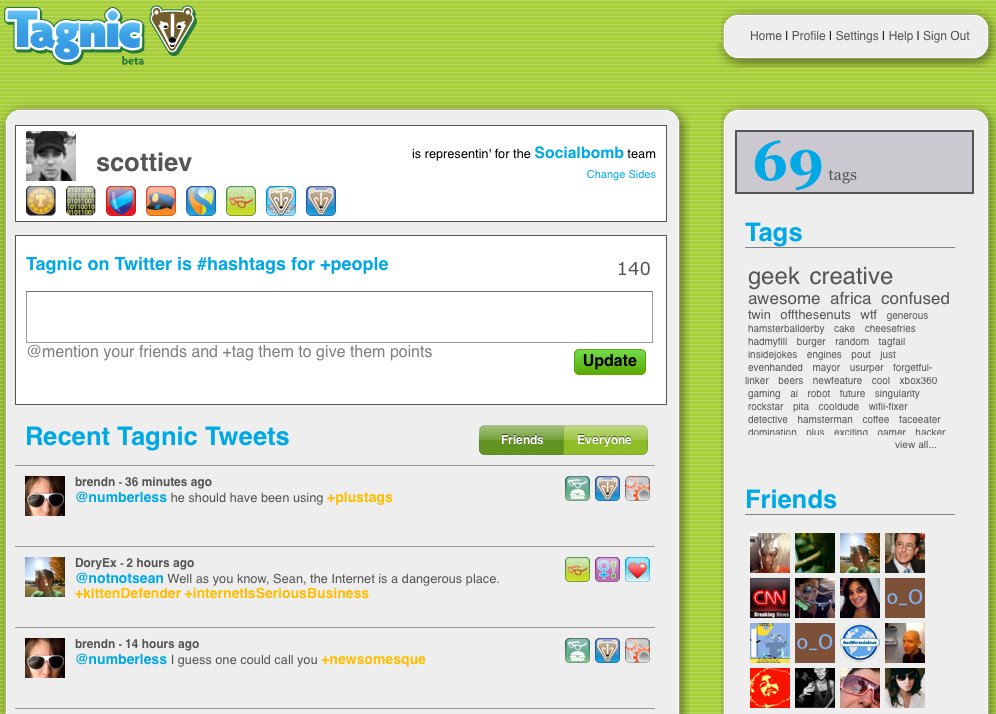 Tagnic
beta
Home | Profile | Settings | Help | Sign Out
scottiev
is representin' for the Socialbomb team
Change Sides
Tagnic on Twitter is #hashtags for +people
140
@mention your friends and +tag them to give them points
Update
Recent Tagnic Tweets
Friends
Everyone
brendn - 36 minutes ago
@numberless he should have been using +plustags
DoryEx - 2 hours ago
@notnotsean Well as you know, Sean, the Internet is a dangerous place.
+kittenDefender +internetIsSeriousBusiness
brendn - 14 hours ago
@numberless I guess one could call you +newsomesque
69 tags
Tags
geek creative
awesome africa confused
twin offthesenuts wtf generous
hamsterballderby cake cheesefries
hadmyfill burger random tagfail
insidejokes engines pout just
evenhanded mayor usurper forgetful-
linker beers newfeature cool xbox360
gaming ai robot future singularity
rockstar pita cooldude wifii-fixer
detective hamsterman coffee faceeater
domination plus exciting gamer hacker
view all...
Friends
CNN
Breaking News
o_O
o_O